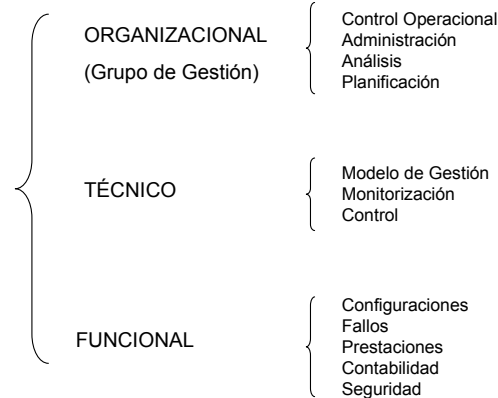 ORGANIZACIONAL
(Grupo de Gestión)
Control Operacional
Administración
Análisis
Planificación
TÉCNICO
Modelo de Gestión
Monitorización
Control
FUNCIONAL
Configuraciones
Fallos
Prestaciones
Contabilidad
Seguridad